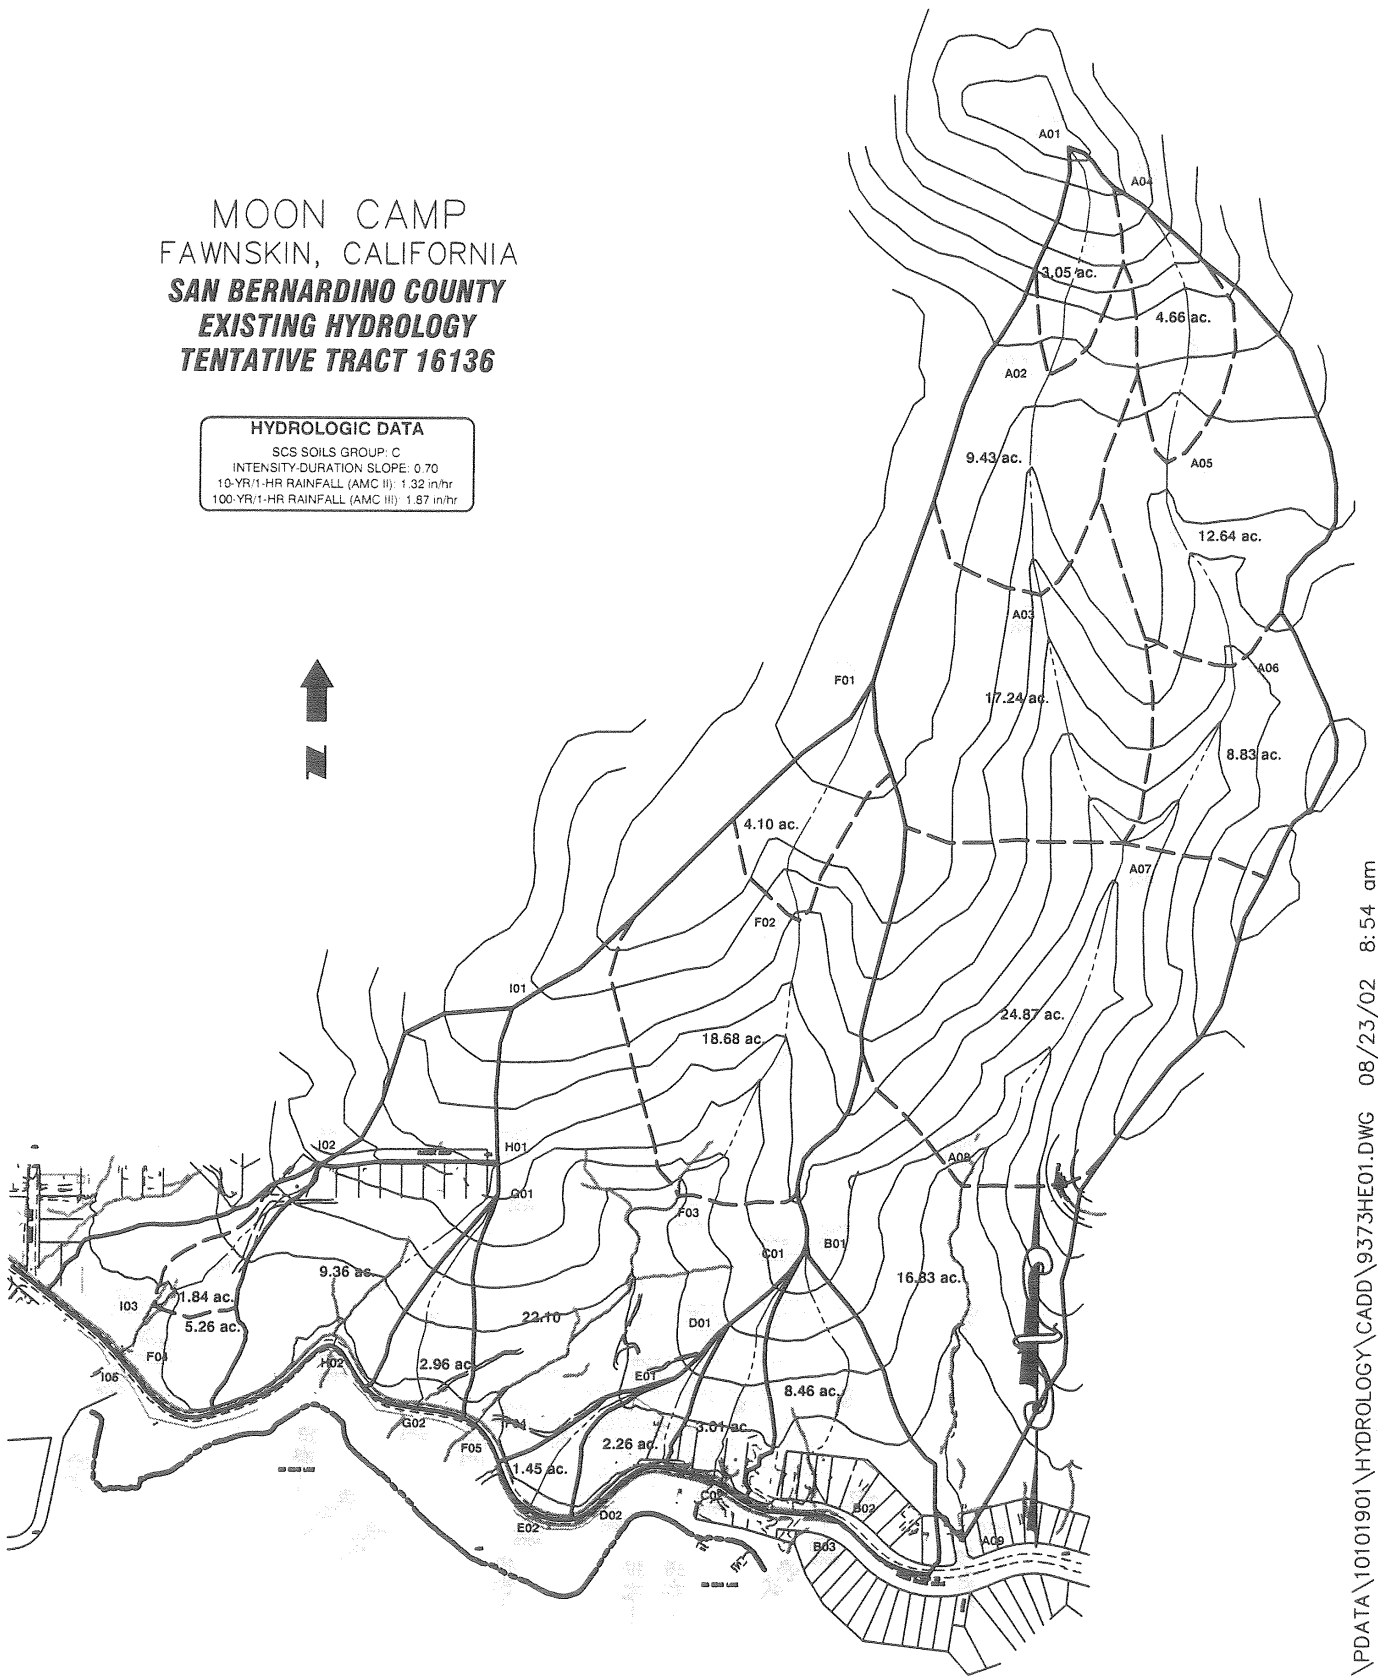 MOON CAMP
FAWNSKIN, CALIFORNIA
SAN BERNARDINO COUNTY
EXISTING HYDROLOGY
TENTATIVE TRACT 16136
HYDROLOGIC DATA
SCS SOILS GROUP: C
INTENSITY-DURATION SLOPE: 0.70
10-YR/1-HR RAINFALL (AMC II): 1.32 in/hr
100-YR/1-HR RAINFALL (AMC III): 1.87 in/hr
N
A01
A04
3.05 ac.
4.66 ac.
A02
9.43 ac.
A05
12.64 ac.
A03
A06
F01
17.24 ac.
8.83 ac.
4.10 ac.
A07
F02
I01
24.87 ac.
18.68 ac.
I02
H01
A08
G01
F03
C01
B01
9.36 ac.
16.83 ac.
1.84 ac.
I03
5.26 ac.
22.10
D01
F04
H02
2.96 ac.
I05
E01
8.46 ac.
G02
F04
3.01 ac.
F05
2.26 ac.
1.45 ac.
B02
E02
D02
A09
B03
\PDATA\10101901\HYDROLOGY\CADD\9373HE01.DWG 08/23/02 8:54 am